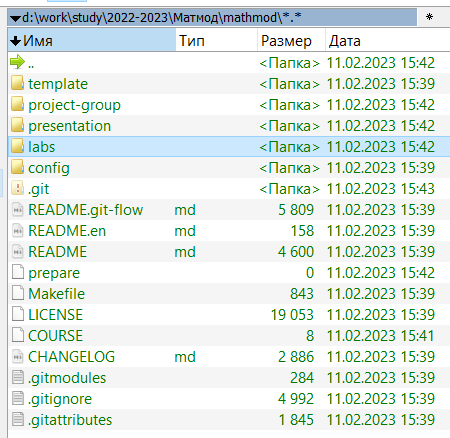 d:\work\study\2022-2023\Матмод\mathmod\*.* *
Имя Тип Размер Дата
.. <Папка> 11.02.2023 15:42
template <Папка> 11.02.2023 15:39
project-group <Папка> 11.02.2023 15:42
presentation <Папка> 11.02.2023 15:42
labs <Папка> 11.02.2023 15:42
config <Папка> 11.02.2023 15:39
.git <Папка> 11.02.2023 15:43
README.git-flow md 5 809 11.02.2023 15:39
README.en md 158 11.02.2023 15:39
README md 4 600 11.02.2023 15:39
prepare 0 11.02.2023 15:42
Makefile 843 11.02.2023 15:39
LICENSE 19 053 11.02.2023 15:39
COURSE 8 11.02.2023 15:41
CHANGELOG md 2 886 11.02.2023 15:39
.gitmodules 284 11.02.2023 15:39
.gitignore 4 992 11.02.2023 15:39
.gitattributes 1 845 11.02.2023 15:39